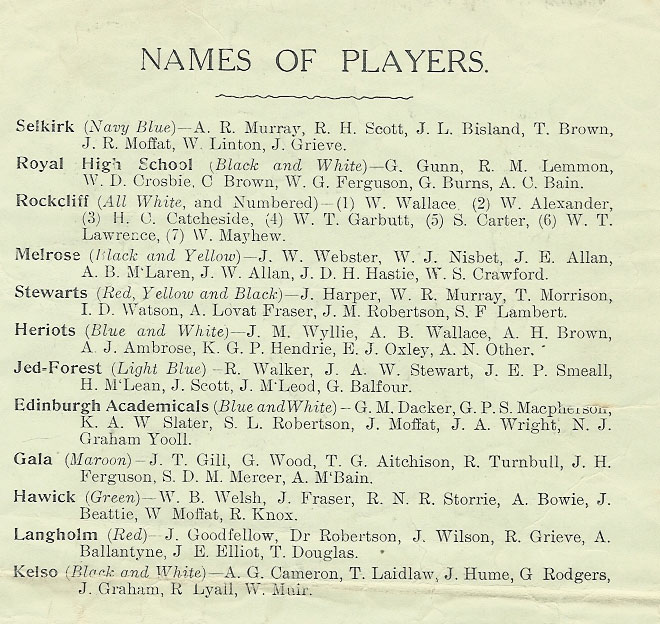 NAMES OF PLAYERS.
Selkirk (Navy Blue)—A. R. Murray, R. H. Scott, J. L. Bisland, T. Brown,
J. R. Moffat, W. Linton, J. Grieve.
Royal High School (Black and White)—G. Gunn, R. M. Lemmon,
W. D. Crosbie, C Brown, W. G. Ferguson, G. Burns, A. C. Bain.
Rockcliff (All White, and Numbered)—(1) W. Wallace, (2) W. Alexander,
(3) H. C. Catcheside, (4) W. T. Garbutt, (5) S. Carter, (6) W. T.
Lawrence, (7) W. Mayhew.
Melrose (Black and Yellow)—J. W. Webster, W. J. Nisbet, J. E. Allan,
A. B. M'Laren, J. W. Allan, J. D. H. Hastie, W. S. Crawford.
Stewarts (Red, Yellow and Black)—J. Harper, W. R. Murray, T. Morrison,
I. D. Watson, A. Lovat Fraser, J. M. Robertson, S. F Lambert.
Heriots (Blue and White)—J. M. Wyllie, A. B. Wallace, A. H. Brown,
A. J. Ambrose, K. G. P. Hendrie, E. J. Oxley, A. N. Other.
Jed-Forest (Light Blue)—R. Walker, J. A. W. Stewart, J. E. P. Smeall,
H. M'Lean, J. Scott, J. M'Leod, G. Balfour.
Edinburgh Academicals (Blue and White)—G. M. Dacker, G. P. S. Macpherson,
K. A. W Slater, S. L. Robertson, J. Moffat, J. A. Wright, N. J.
Graham Yooll.
Gala (Maroon)—J. T. Gill, G. Wood, T. G. Aitchison, R. Turnbull, J. H.
Ferguson, S. D. M. Mercer, A. M'Bain.
Hawick (Green)—W. B. Welsh, J. Fraser, R. N. R. Storrie, A. Bowie, J.
Beattie, W Moffat, R. Knox.
Langholm (Red)—J. Goodfellow, Dr Robertson, J. Wilson, R. Grieve, A.
Ballantyne, J E. Elliot, T. Douglas.
Kelso (Black and White)—A. G. Cameron, T. Laidlaw, J. Hume, G Rodgers,
J. Graham, R Lyall, W. Muir.